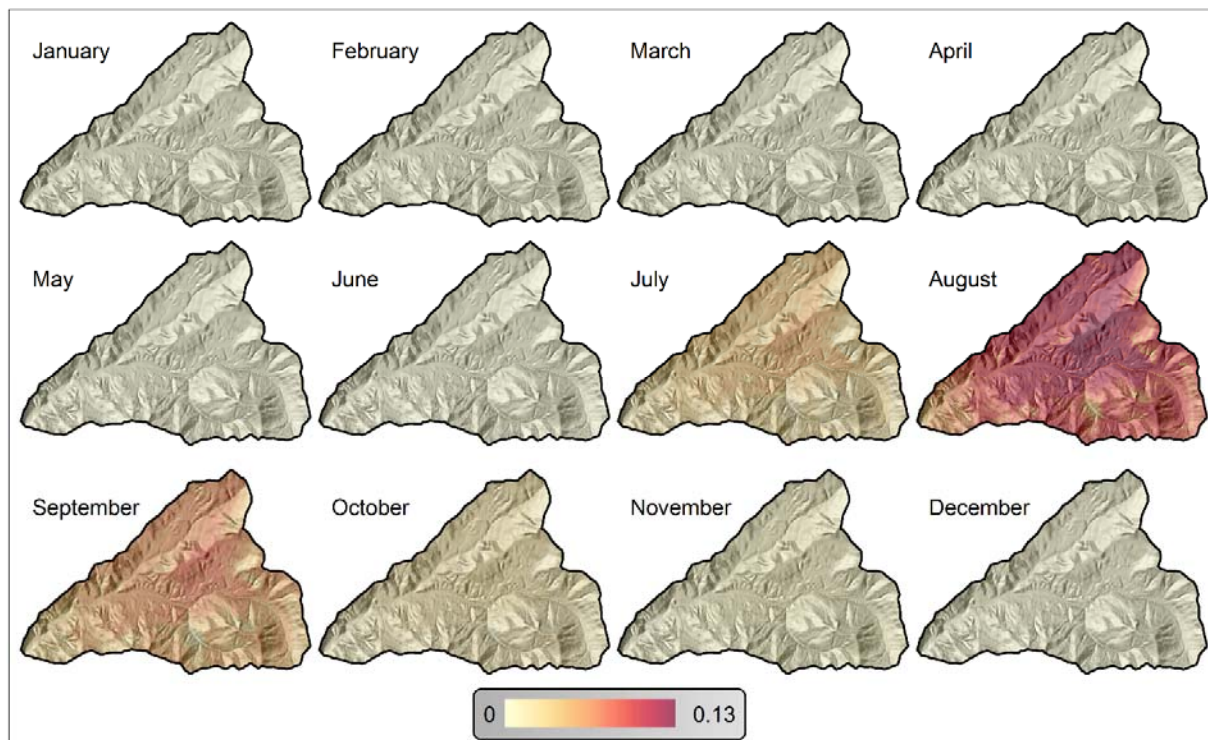 January
February
March
April
May
June
July
August
September
October
November
December
0
0.13